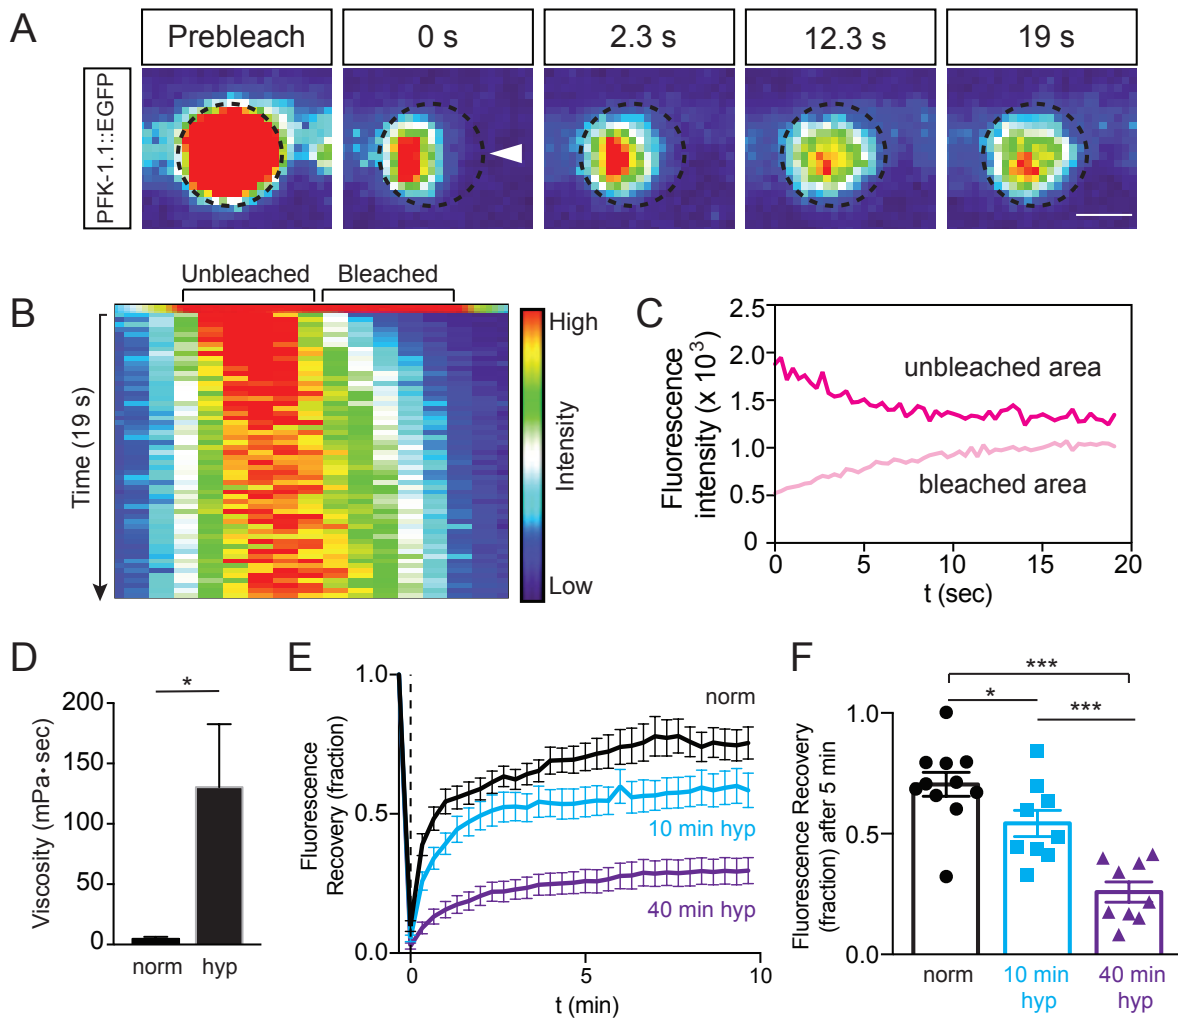 A
Prebleach
0 s
2.3 s
12.3 s
19 s
PFK-1.1::EGFP
B
Unbleached
Bleached
Time (19 s)
High
Intensity
Low
C
Fluorescence
intensity (x 10³)
2.5
2.0
1.5
1.0
0.5
0
unbleached area
bleached area
0
5
10
15
20
t (sec)
D
Viscosity (mPa· sec)
200
150
100
50
0
*
norm
hyp
E
Fluorescence
Recovery (fraction)
1.0
0.5
0.0
norm
10 min hyp
40 min hyp
0
5
10
t (min)
F
Fluorescence Recovery
(fraction) after 5 min
1.0
0.5
0.0
***
*
***
norm
10 min
hyp
40 min
hyp